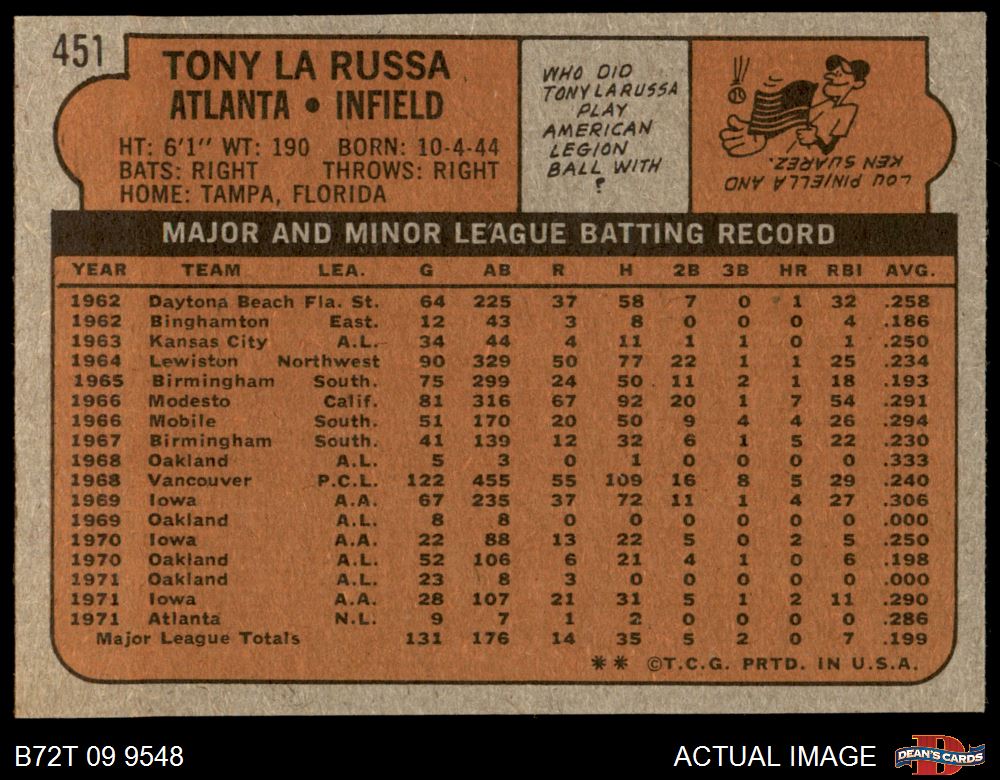 451
TONY LA RUSSA
ATLANTA • INFIELD
HT: 6'1" WT: 190 BORN: 10-4-44
BATS: RIGHT THROWS: RIGHT
HOME: TAMPA, FLORIDA
WHO DID
TONY LARUSSA
PLAY
AMERICAN
LEGION
BALL WITH
?
LOU PINIELLA AND
KEN SUAREZ.
MAJOR AND MINOR LEAGUE BATTING RECORD
YEAR TEAM LEA. G AB R H 2B 3B HR RBI AVG.
1962 Daytona Beach Fla. St. 64 225 37 58 7 0 1 32 .258
1962 Binghamton East. 12 43 3 8 0 0 0 4 .186
1963 Kansas City A.L. 34 44 4 11 1 1 0 1 .250
1964 Lewiston Northwest 90 329 50 77 22 1 1 25 .234
1965 Birmingham South. 75 299 24 50 11 2 1 18 .193
1966 Modesto Calif. 81 316 67 92 20 1 7 54 .291
1966 Mobile South. 51 170 20 50 9 4 4 26 .294
1967 Birmingham South. 41 139 12 32 6 1 5 22 .230
1968 Oakland A.L. 5 3 0 1 0 0 0 0 .333
1968 Vancouver P.C.L. 122 455 55 109 16 8 5 29 .240
1969 Iowa A.A. 67 235 37 72 11 1 4 27 .306
1969 Oakland A.L. 8 8 0 0 0 0 0 0 .000
1970 Iowa A.A. 22 88 13 22 5 0 2 5 .250
1970 Oakland A.L. 52 106 6 21 4 1 0 6 .198
1971 Oakland A.L. 23 8 3 0 0 0 0 0 .000
1971 Iowa A.A. 28 107 21 31 5 1 2 11 .290
1971 Atlanta N.L. 9 7 1 2 0 0 0 0 .286
Major League Totals 131 176 14 35 5 2 0 7 .199
** ©T.C.G. PRTD. IN U.S.A.
B72T 09 9548
ACTUAL IMAGE
DEAN'S CARDS